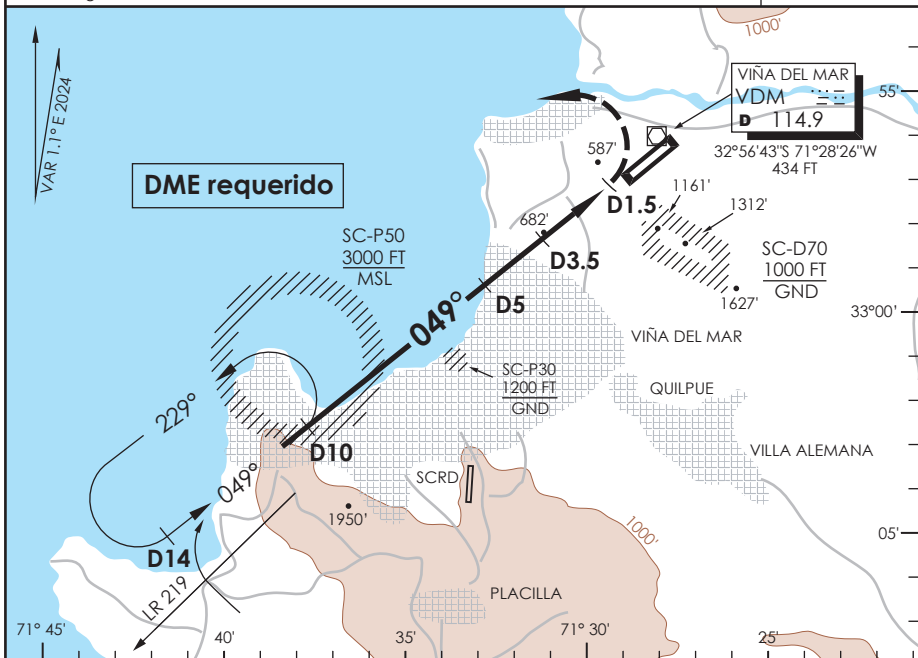 1000'
VAR 1.1° E 2024
VIÑA DEL MAR
VDM
D 114.9
55'
32°56'43"S 71°28'26"W
434 FT
DME requerido
587'
D1.5
1161'
1312'
682'
D3.5
SC-P50
3000 FT
MSL
SC-D70
1000 FT
GND
1627'
D5
049°
33°00'
VIÑA DEL MAR
SC-P30
1200 FT
GND
QUILPUE
229°
D10
VILLA ALEMANA
049°
SCRD
1950'
1000'
D14
05'
LR 219
PLACILLA
71° 45'
40'
35'
71° 30'
25'